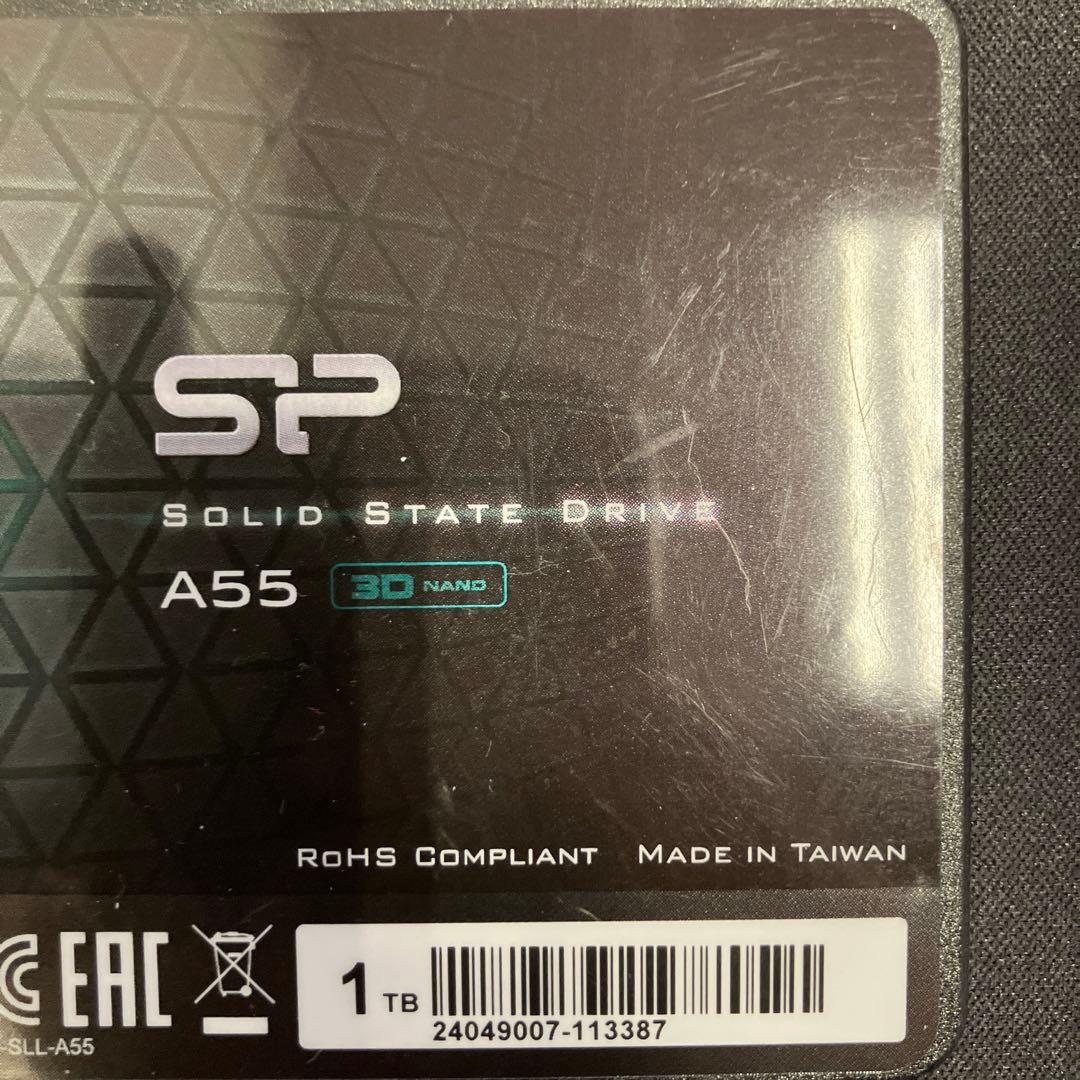 SP
SOLID STATE DRIVE
A55 3D NAND
ROHS COMPLIANT MADE IN TAIWAN
EAC
1 TB
24049007-113387
-SLL-A55